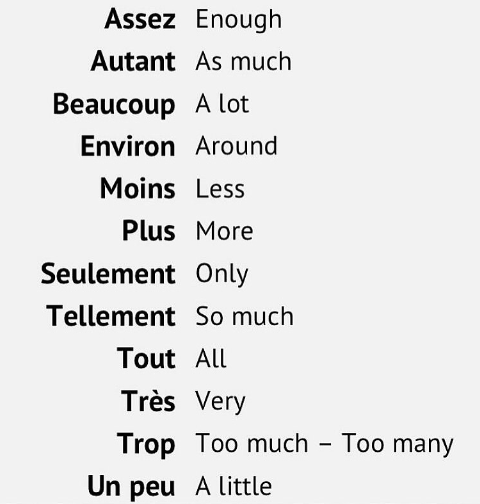 Assez Enough
Autant As much
Beaucoup A lot
Environ Around
Moins Less
Plus More
Seulement Only
Tellement So much
Tout All
Très Very
Trop Too much – Too many
Un peu A little